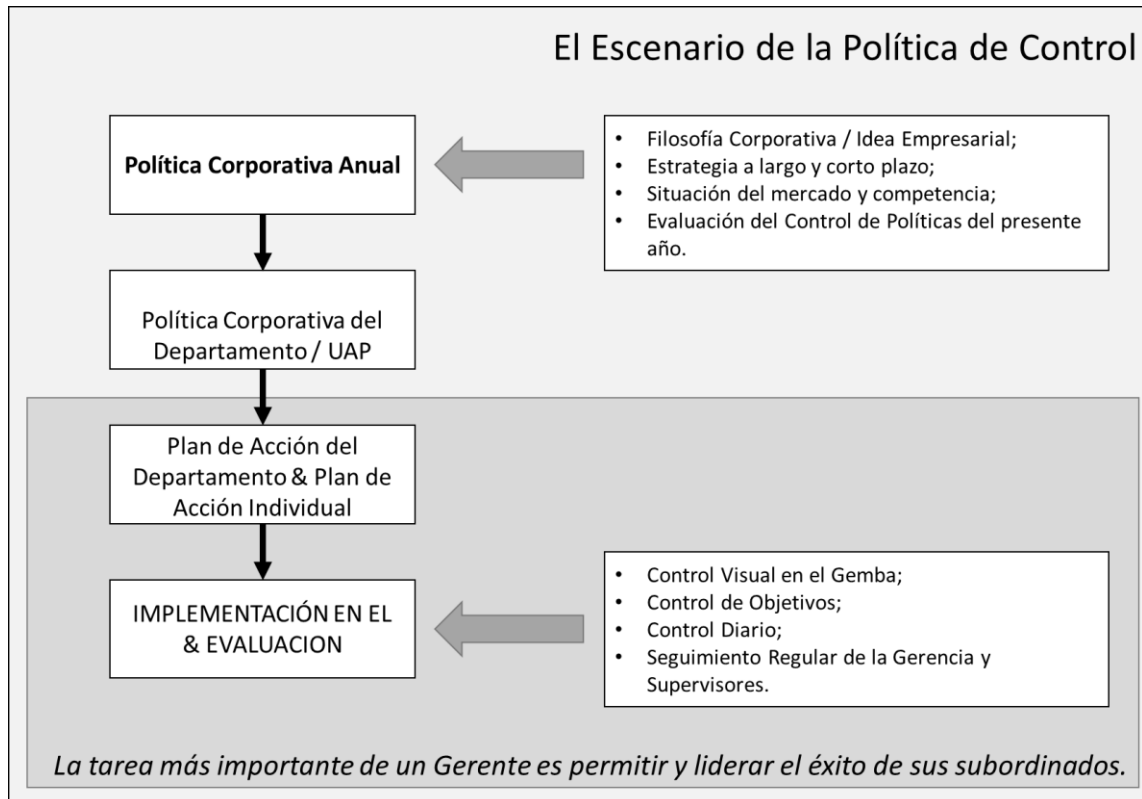 El Escenario de la Política de Control
Política Corporativa Anual
• Filosofía Corporativa / Idea Empresarial;
• Estrategia a largo y corto plazo;
• Situación del mercado y competencia;
• Evaluación del Control de Políticas del presente
año.
Política Corporativa del
Departamento / UAP
Plan de Acción del
Departamento & Plan de
Acción Individual
IMPLEMENTACIÓN EN EL
& EVALUACION
• Control Visual en el Gemba;
• Control de Objetivos;
• Control Diario;
• Seguimiento Regular de la Gerencia y
Supervisores.
La tarea más importante de un Gerente es permitir y liderar el éxito de sus subordinados.